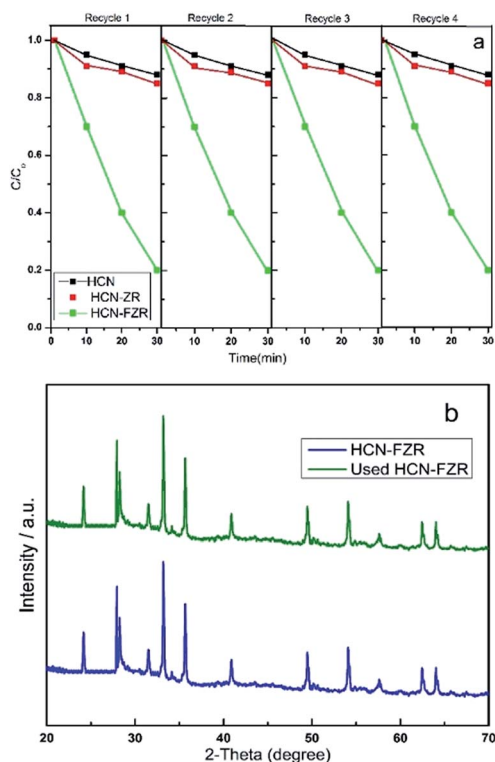 Recycle 1 Recycle 2 Recycle 3 Recycle 4
a
1.0
0.8
0.6
0.4
0.2
0.0
C/C₀
HCN
HCN-ZR
HCN-FZR
0 10 20 30 10 20 30 10 20 30 10 20 30
Time(min)
b
HCN-FZR
Used HCN-FZR
Intensity / a.u.
20 30 40 50 60 70
2-Theta (degree)